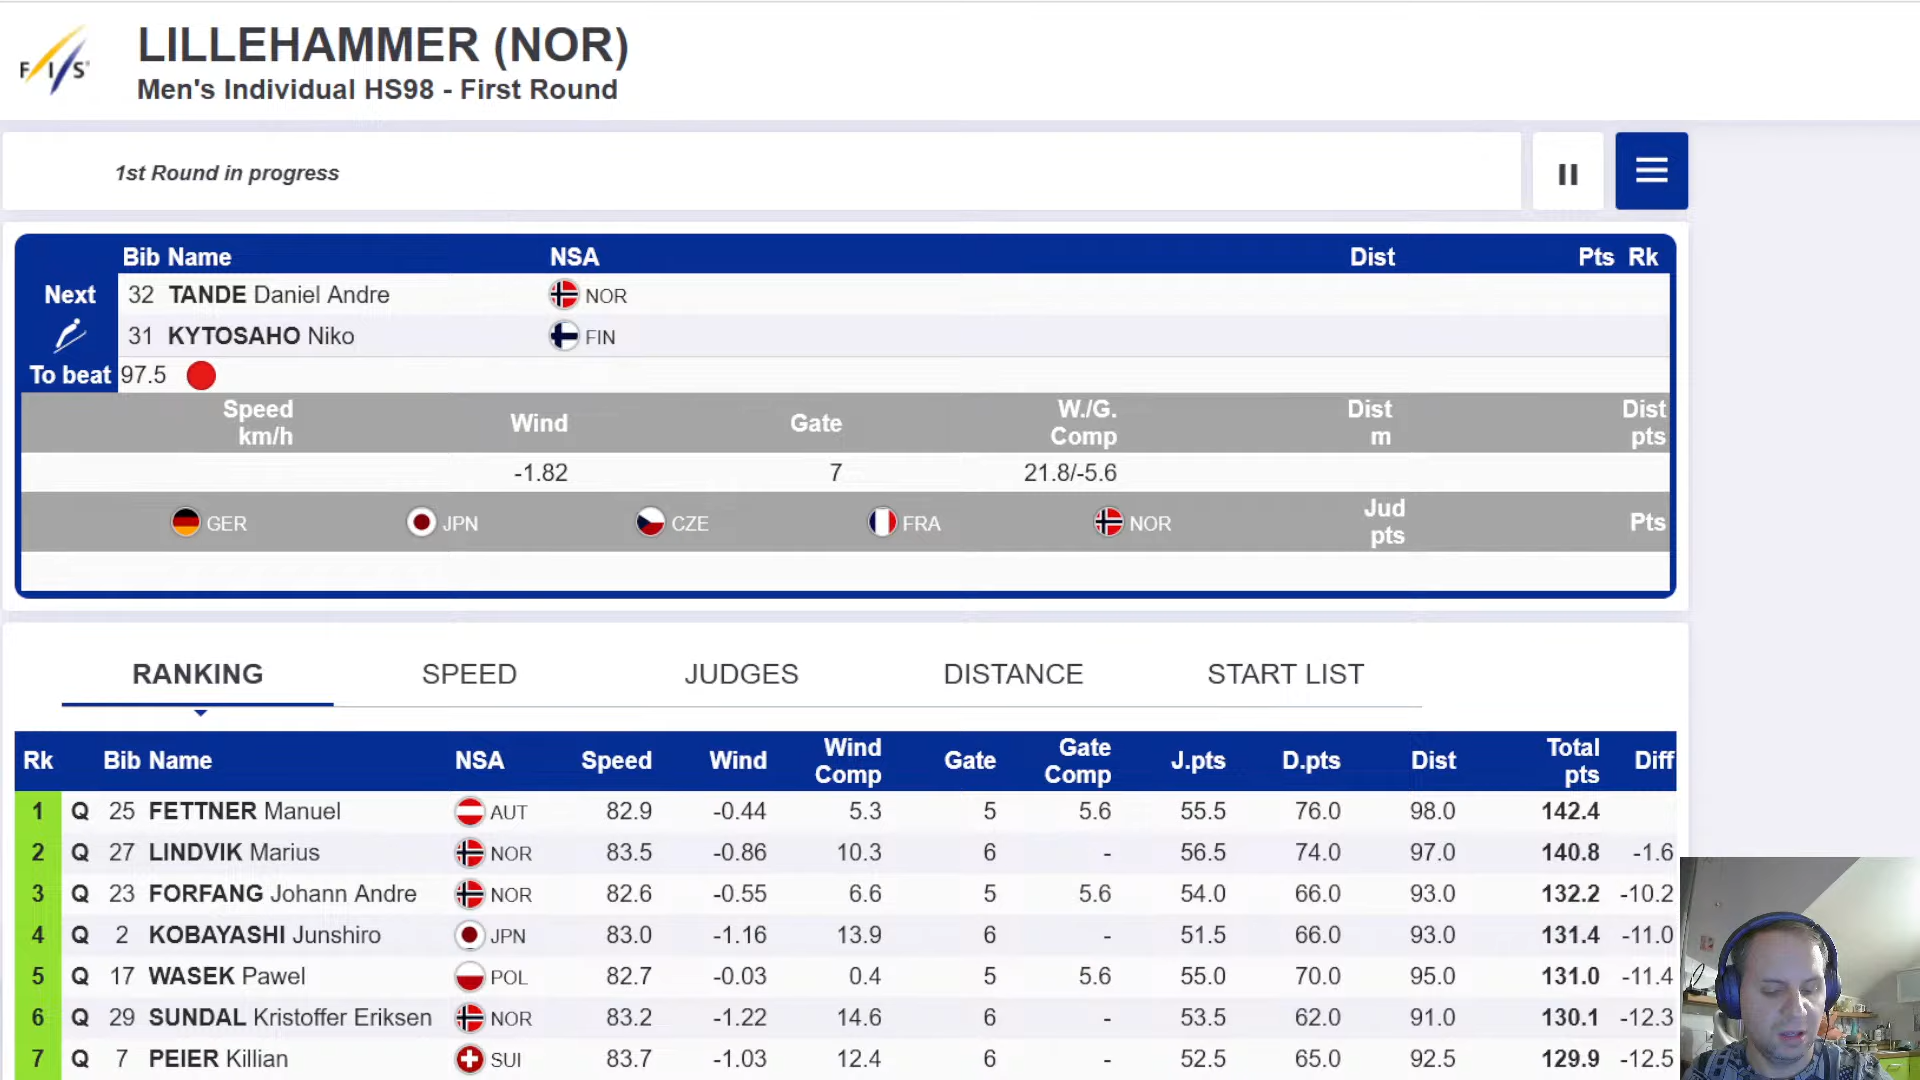 FIS
LILLEHAMMER (NOR)
Men's Individual HS98 - First Round
1st Round in progress
Bib Name NSA Dist Pts Rk
Next 32 TANDE Daniel Andre NOR
31 KYTOSAHO Niko FIN
To beat 97.5
Speed km/h Wind Gate W./G. Comp Dist m Dist pts
-1.82 7 21.8/-5.6
GER JPN CZE FRA NOR Jud pts Pts
RANKING SPEED JUDGES DISTANCE START LIST
Rk Bib Name NSA Speed Wind Wind Comp Gate Gate Comp J.pts D.pts Dist Total pts Diff
1 Q 25 FETTNER Manuel AUT 82.9 -0.44 5.3 5 5.6 55.5 76.0 98.0 142.4
2 Q 27 LINDVIK Marius NOR 83.5 -0.86 10.3 6 - 56.5 74.0 97.0 140.8 -1.6
3 Q 23 FORFANG Johann Andre NOR 82.6 -0.55 6.6 5 5.6 54.0 66.0 93.0 132.2 -10.2
4 Q 2 KOBAYASHI Junshiro JPN 83.0 -1.16 13.9 6 - 51.5 66.0 93.0 131.4 -11.0
5 Q 17 WASEK Pawel POL 82.7 -0.03 0.4 5 5.6 55.0 70.0 95.0 131.0 -11.4
6 Q 29 SUNDAL Kristoffer Eriksen NOR 83.2 -1.22 14.6 6 - 53.5 62.0 91.0 130.1 -12.3
7 Q 7 PEIER Killian SUI 83.7 -1.03 12.4 6 - 52.5 65.0 92.5 129.9 -12.5